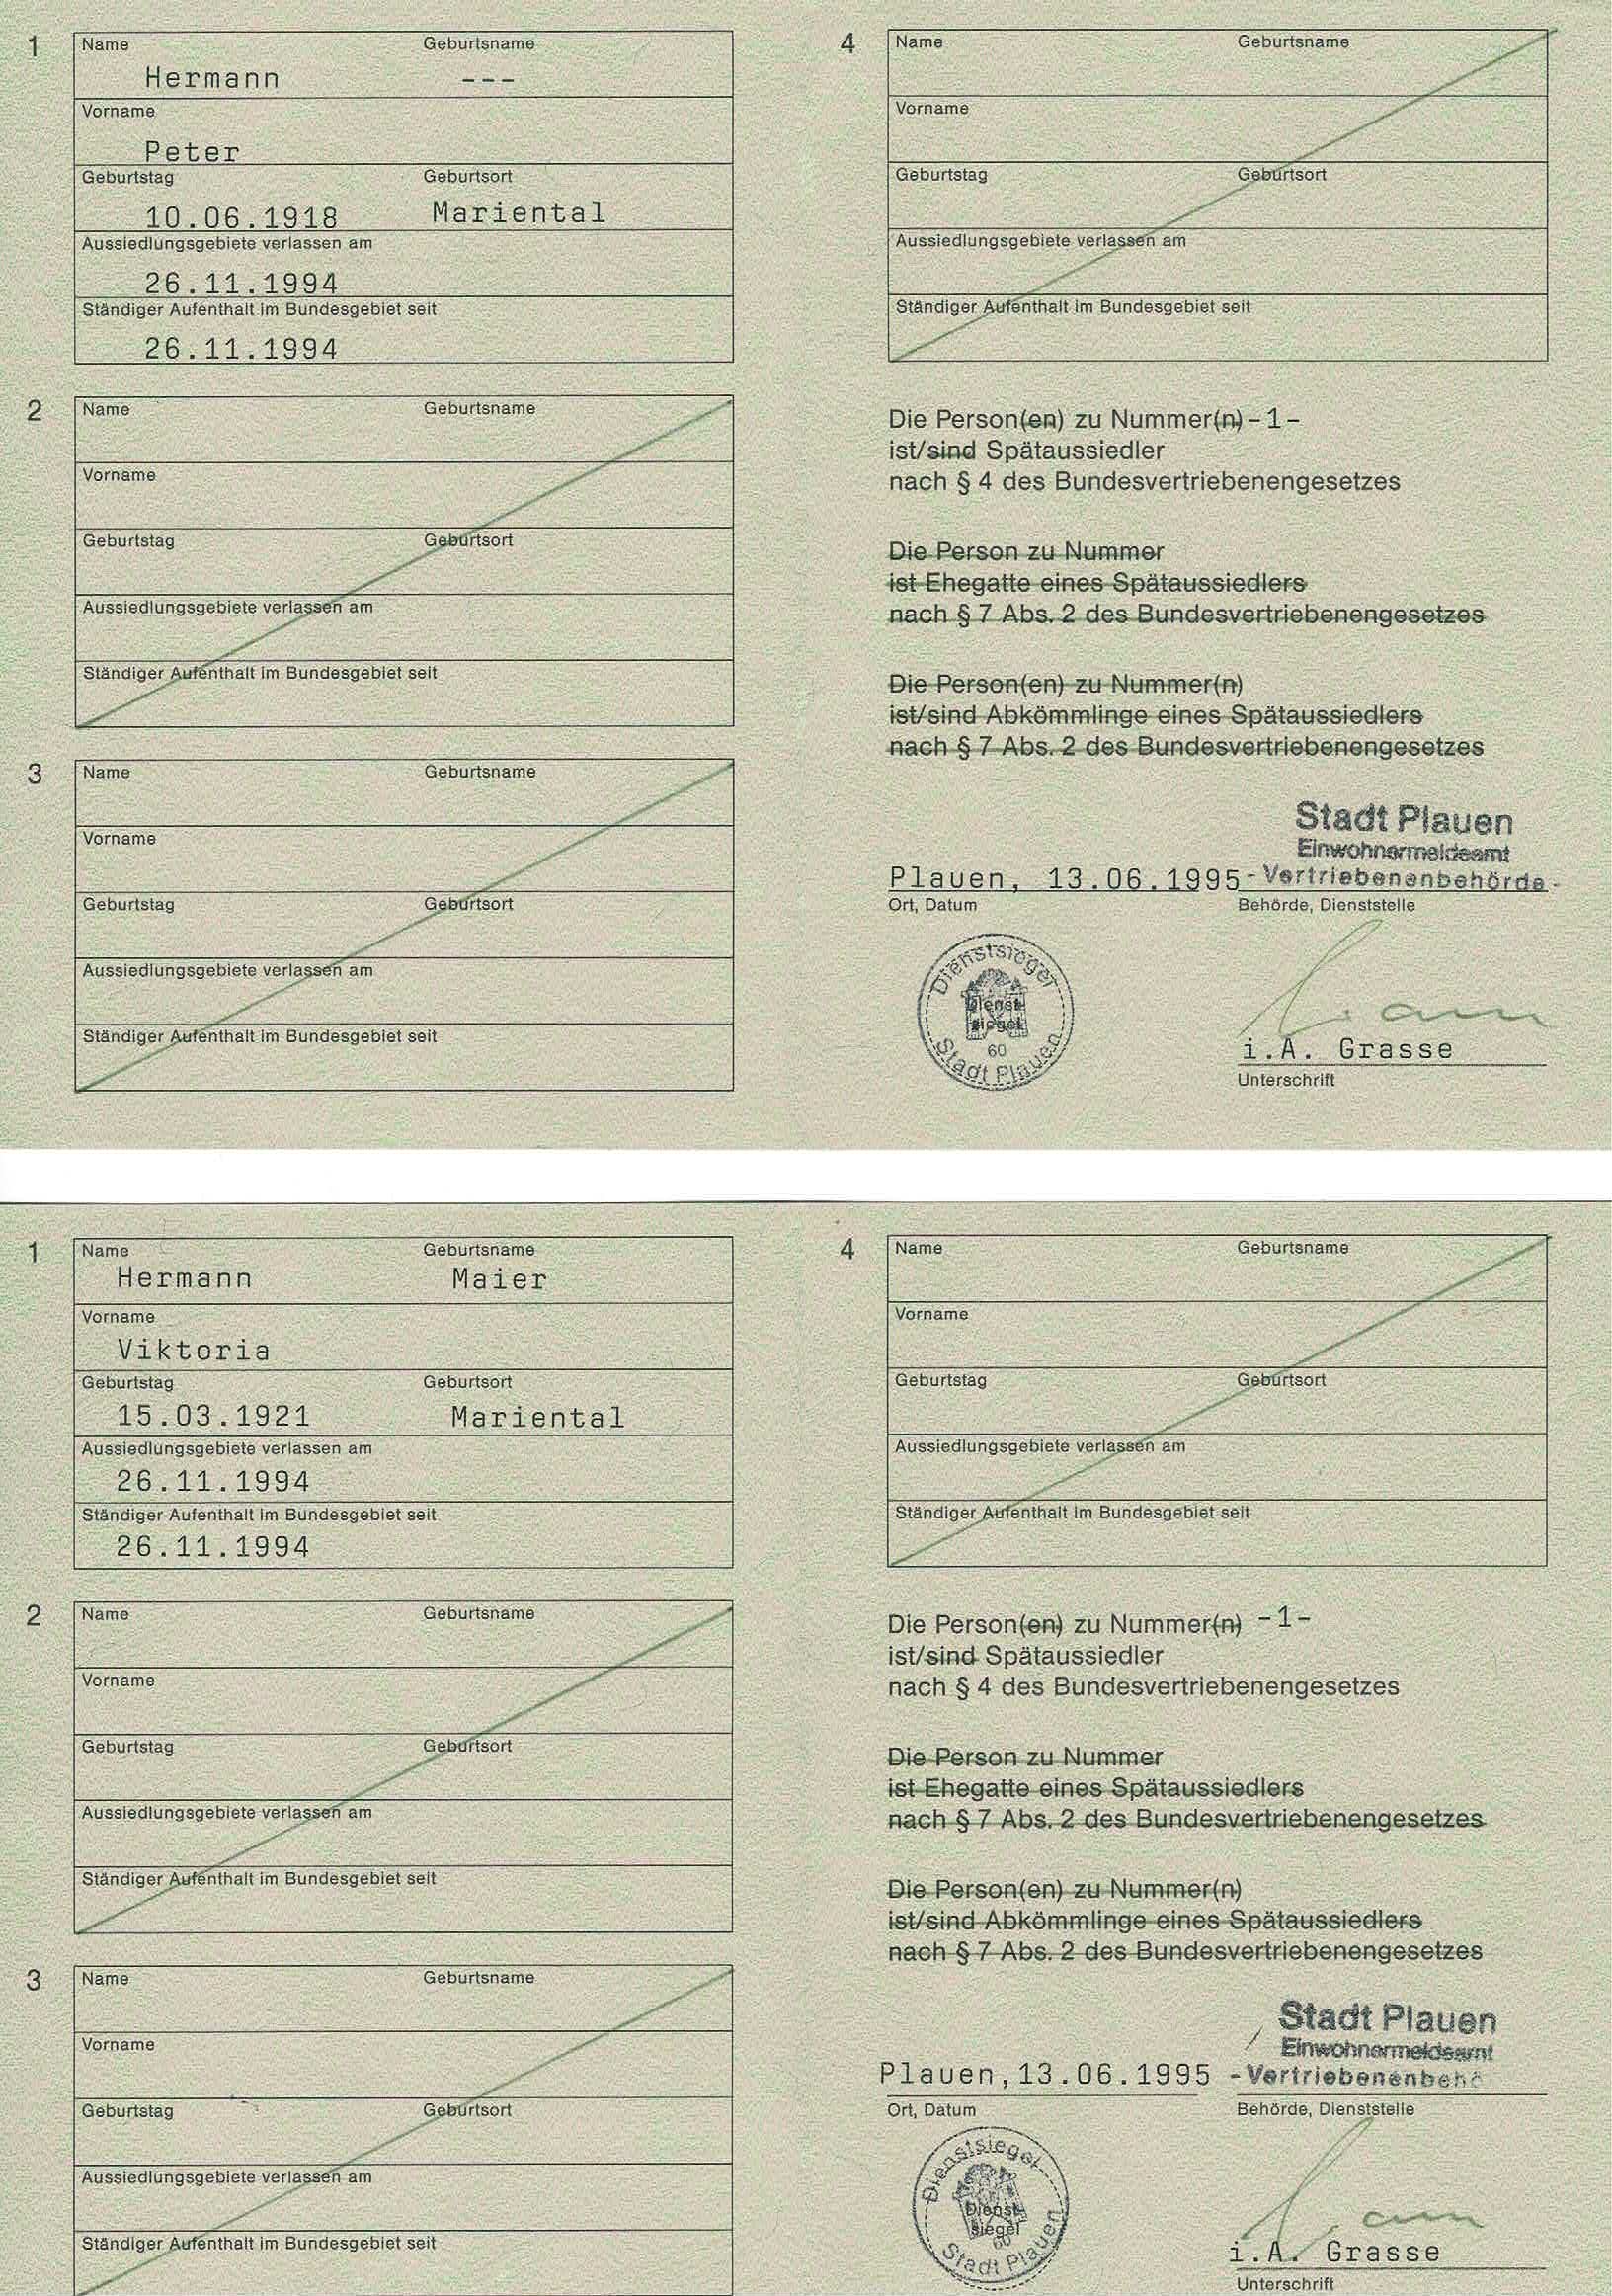 1
Name Geburtsname
Hermann ---
Vorname
Peter
Geburtstag Geburtsort
10.06.1918 Mariental
Aussiedlungsgebiete verlassen am
26.11.1994
Ständiger Aufenthalt im Bundesgebiet seit
26.11.1994
2
Name Geburtsname
Vorname
Geburtstag Geburtsort
Aussiedlungsgebiete verlassen am
Ständiger Aufenthalt im Bundesgebiet seit
3
Name Geburtsname
Vorname
Geburtstag Geburtsort
Aussiedlungsgebiete verlassen am
Ständiger Aufenthalt im Bundesgebiet seit
4
Name Geburtsname
Vorname
Geburtstag Geburtsort
Aussiedlungsgebiete verlassen am
Ständiger Aufenthalt im Bundesgebiet seit
Die Person(en) zu Nummer(n) -1-
ist/sind Spätaussiedler
nach § 4 des Bundesvertriebenengesetzes
Die Person zu Nummer
ist Ehegatte eines Spätaussiedlers
nach § 7 Abs. 2 des Bundesvertriebenengesetzes
Die Person(en) zu Nummer(n)
ist/sind Abkömmlinge eines Spätaussiedlers
nach § 7 Abs. 2 des Bundesvertriebenengesetzes
Stadt Plauen
Einwohnermeldeamt
Plauen, 13.06.1995 - Vertriebenenbehörde -
Ort, Datum Behörde, Dienststelle
Dienstsiegel
Dienst-
siegel
60
Stadt Plauen
i.A. Grasse
Unterschrift
1
Name Geburtsname
Hermann Maier
Vorname
Viktoria
Geburtstag Geburtsort
15.03.1921 Mariental
Aussiedlungsgebiete verlassen am
26.11.1994
Ständiger Aufenthalt im Bundesgebiet seit
26.11.1994
2
Name Geburtsname
Vorname
Geburtstag Geburtsort
Aussiedlungsgebiete verlassen am
Ständiger Aufenthalt im Bundesgebiet seit
3
Name Geburtsname
Vorname
Geburtstag Geburtsort
Aussiedlungsgebiete verlassen am
Ständiger Aufenthalt im Bundesgebiet seit
4
Name Geburtsname
Vorname
Geburtstag Geburtsort
Aussiedlungsgebiete verlassen am
Ständiger Aufenthalt im Bundesgebiet seit
Die Person(en) zu Nummer(n) -1-
ist/sind Spätaussiedler
nach § 4 des Bundesvertriebenengesetzes
Die Person zu Nummer
ist Ehegatte eines Spätaussiedlers
nach § 7 Abs. 2 des Bundesvertriebenengesetzes
Die Person(en) zu Nummer(n)
ist/sind Abkömmlinge eines Spätaussiedlers
nach § 7 Abs. 2 des Bundesvertriebenengesetzes
Stadt Plauen
Einwohnermeldeamt
Plauen, 13.06.1995 -Vertriebenenbehö
Ort, Datum Behörde, Dienststelle
Dienstsiegel
Dienst-
siegel
60
Stadt Plauen
i.A. Grasse
Unterschrift